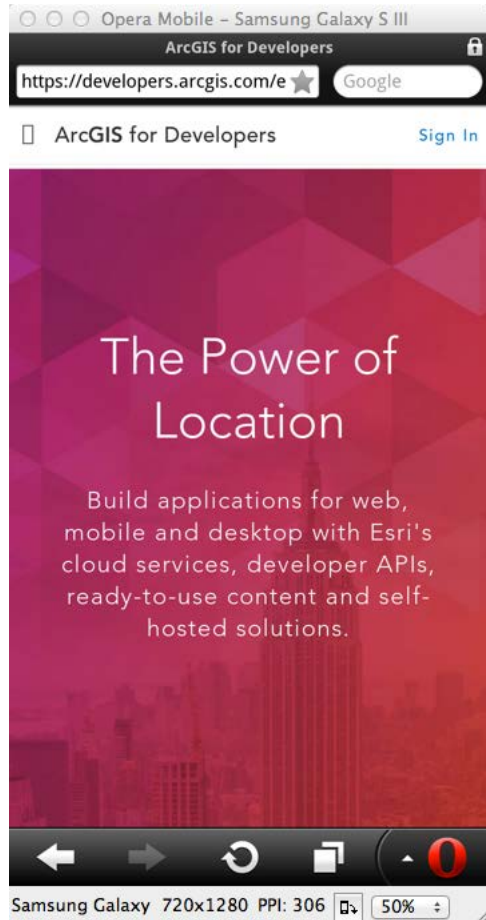 Opera Mobile – Samsung Galaxy S III
ArcGIS for Developers
https://developers.arcgis.com/e
Google
ArcGIS for Developers
Sign In
The Power of
Location
Build applications for web,
mobile and desktop with Esri's
cloud services, developer APIs,
ready-to-use content and self-
hosted solutions.
Samsung Galaxy 720x1280 PPI: 306 50%